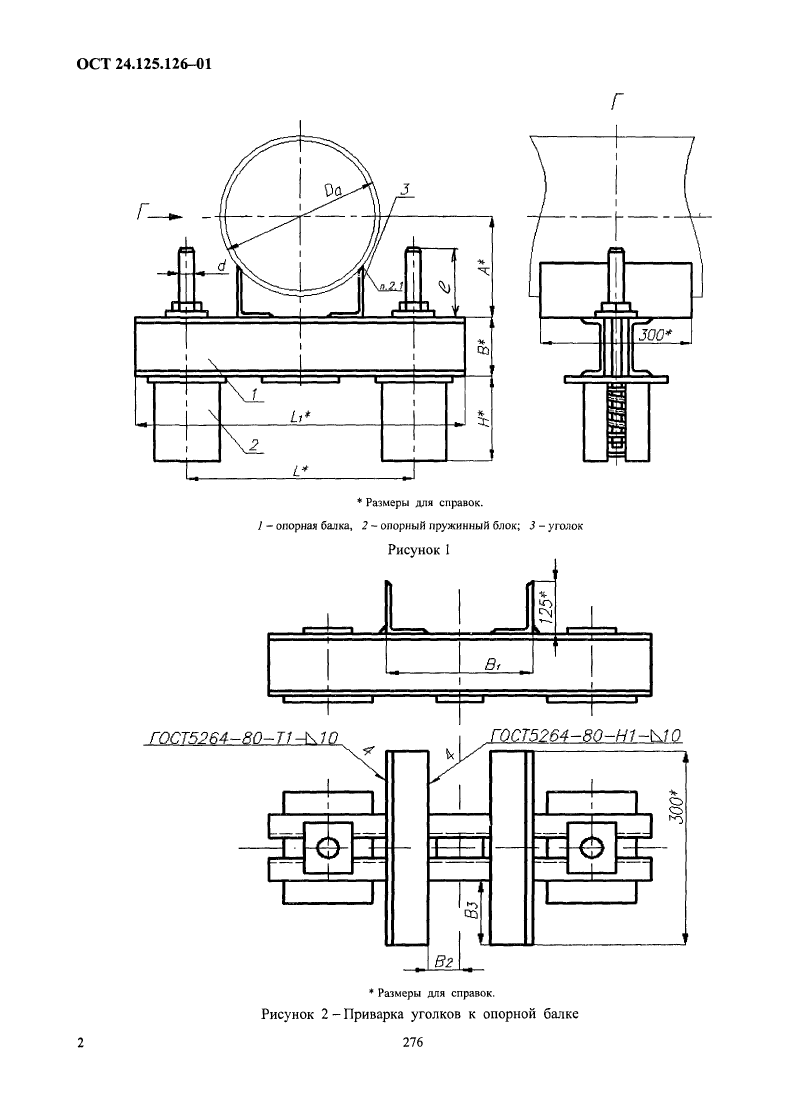 ОСТ 24.125.126–01
Г
Г
Da
3
d
п.2.1
e
A*
B*
H*
300*
1
2
L1*
L*
* Размеры для справок.
1 – опорная балка, 2 – опорный пружинный блок; 3 – уголок
Рисунок 1
125*
B1
ГОСТ5264–80–Т1–◺10
ГОСТ5264–80–Н1–◺10
4
4
300*
B3
B2
* Размеры для справок.
Рисунок 2 – Приварка уголков к опорной балке
2
276